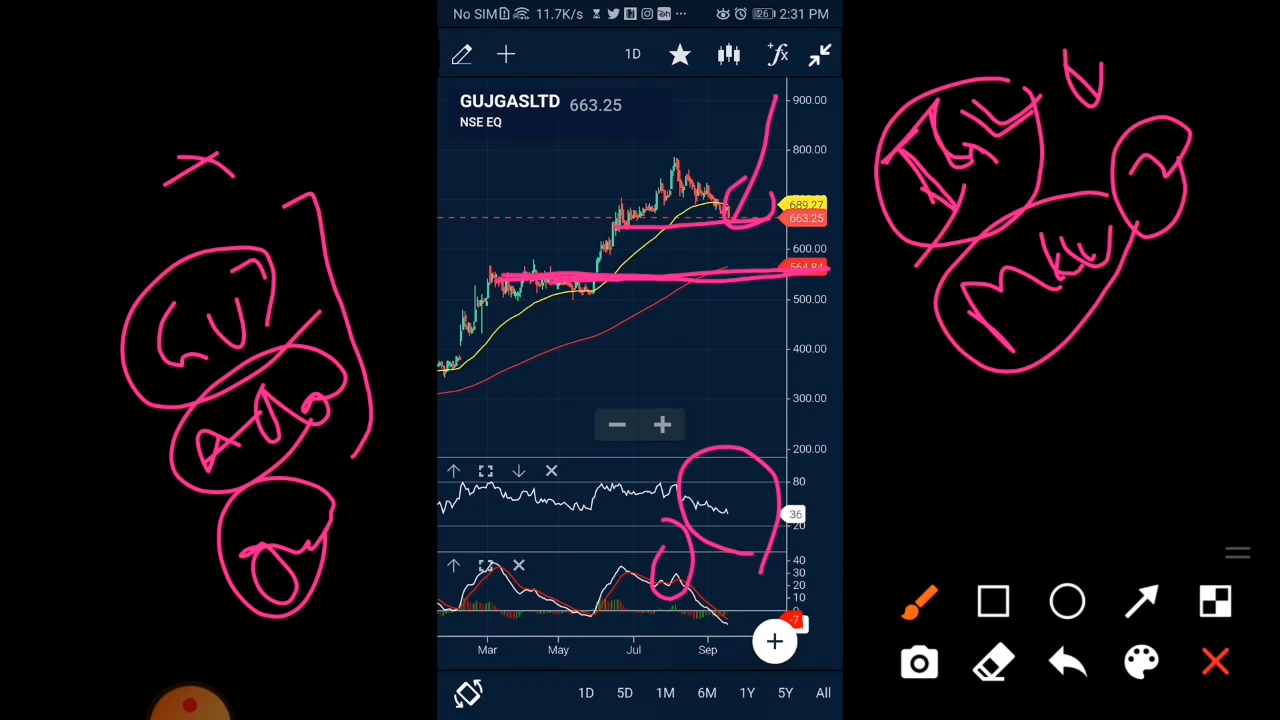 No SIM 11.7K/s 26 2:31 PM
1D
fx
GUJGASLTD 663.25
NSE EQ
900.00
800.00
689.27
663.25
600.00
564.84
500.00
400.00
300.00
200.00
80
36
20
40
30
20
10
0
-7
Mar May Jul Sep
1D 5D 1M 6M 1Y 5Y All